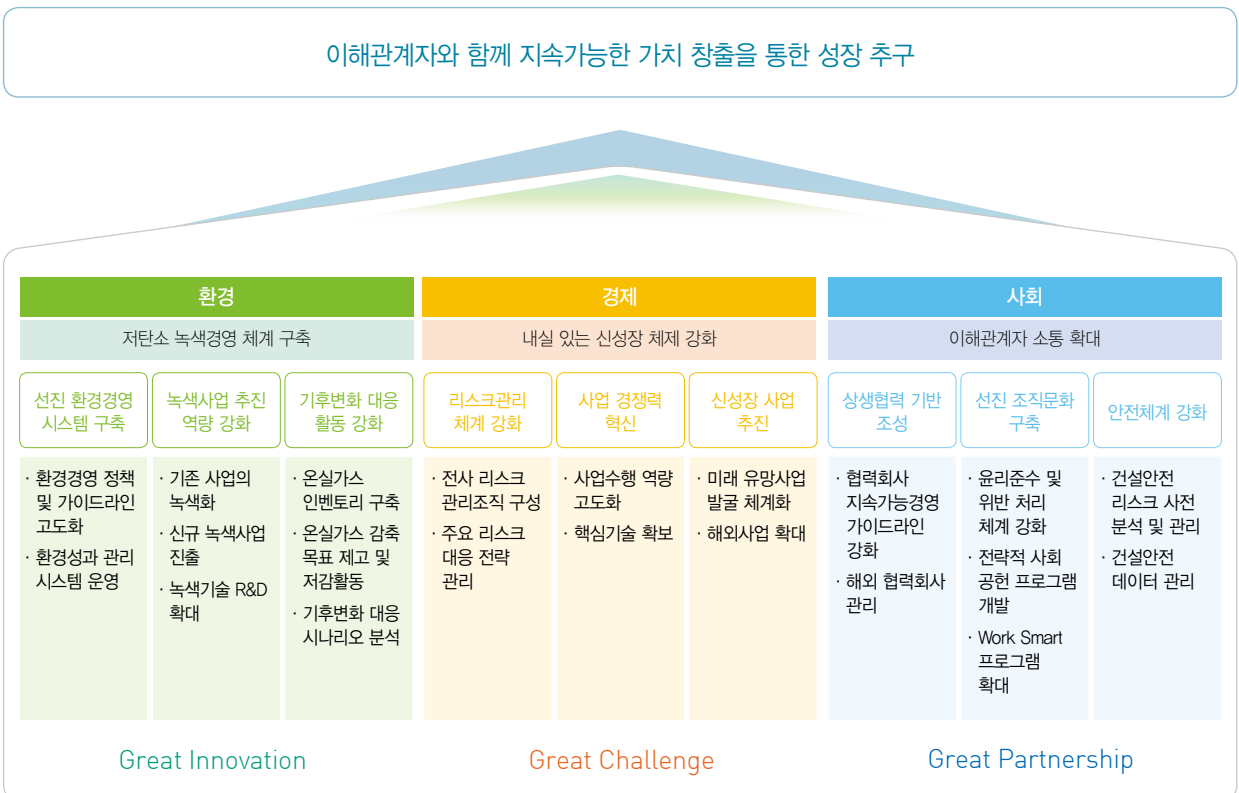 이해관계자와 함께 지속가능한 가치 창출을 통한 성장 추구
환경
저탄소 녹색경영 체계 구축
선진 환경경영
시스템 구축
· 환경경영 정책
및 가이드라인
고도화
· 환경성과 관리
시스템 운영
녹색사업 추진
역량 강화
· 기존 사업의
녹색화
· 신규 녹색사업
진출
· 녹색기술 R&D
확대
기후변화 대응
활동 강화
· 온실가스
인벤토리 구축
· 온실가스 감축
목표 제고 및
저감활동
· 기후변화 대응
시나리오 분석
Great Innovation
경제
내실 있는 신성장 체제 강화
리스크관리
체계 강화
· 전사 리스크
관리조직 구성
· 주요 리스크
대응 전략
관리
사업 경쟁력
혁신
· 사업수행 역량
고도화
· 핵심기술 확보
신성장 사업
추진
· 미래 유망사업
발굴 체계화
· 해외사업 확대
Great Challenge
사회
이해관계자 소통 확대
상생협력 기반
조성
· 협력회사
지속가능경영
가이드라인
강화
· 해외 협력회사
관리
선진 조직문화
구축
· 윤리준수 및
위반 처리
체계 강화
· 전략적 사회
공헌 프로그램
개발
· Work Smart
프로그램
확대
안전체계 강화
· 건설안전
리스크 사전
분석 및 관리
· 건설안전
데이터 관리
Great Partnership